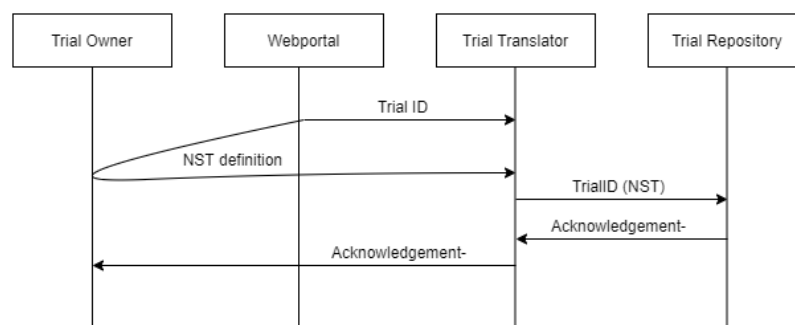 Trial Owner
Webportal
Trial Translator
Trial Repository
Trial ID
NST definition
TrialID (NST)
Acknowledgement-
Acknowledgement-